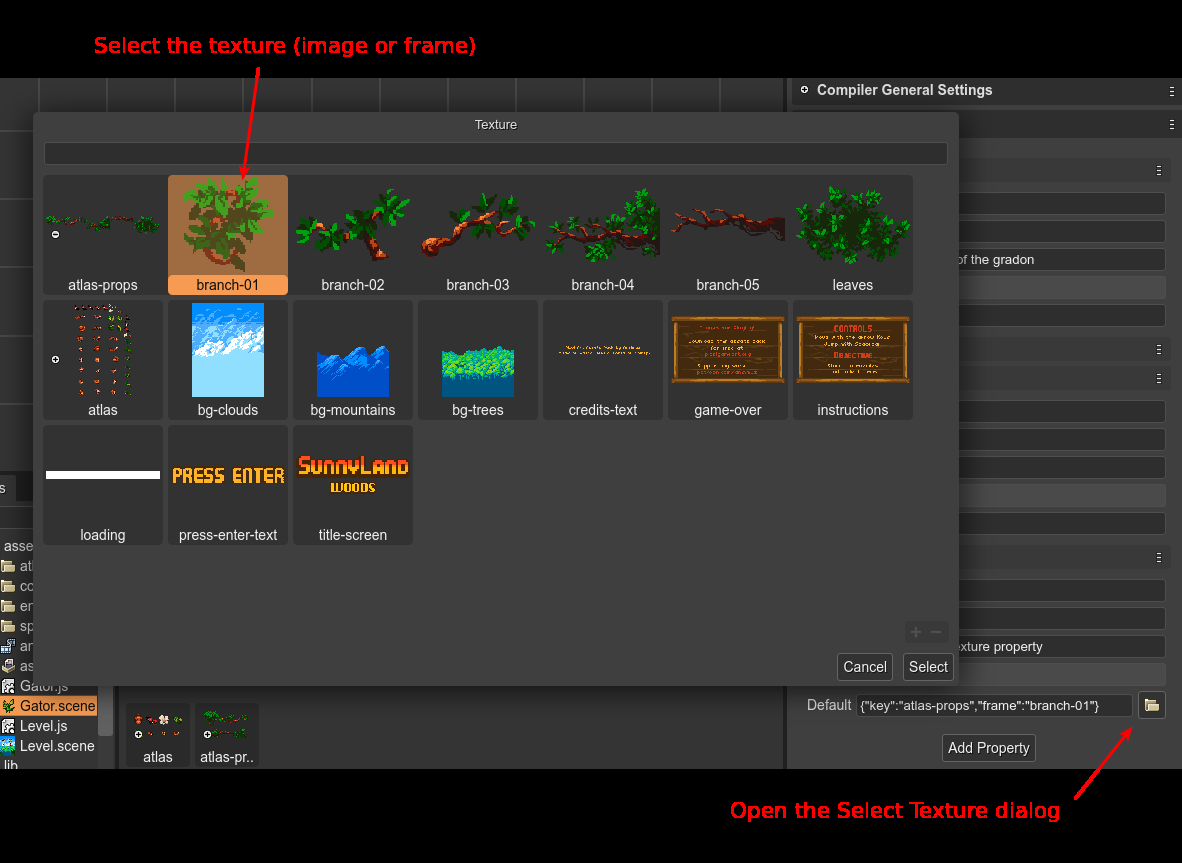 Select the texture (image or frame)
Compiler General Settings
Texture
atlas-props
branch-01
branch-02
branch-03
branch-04
branch-05
leaves
of the gradon
CONTROLS
OBJECTIVE
atlas
bg-clouds
bg-mountains
bg-trees
credits-text
game-over
instructions
PRESS ENTER
SUNNYLAND
WOODS
loading
press-enter-text
title-screen
s
asse
at
co
en
sp
an
as
xture property
Cancel
Select
Gator.js
Gator.scene
Level.js
Level.scene
lib
Default
{"key":"atlas-props","frame":"branch-01"}
atlas
atlas-pr..
Add Property
Open the Select Texture dialog